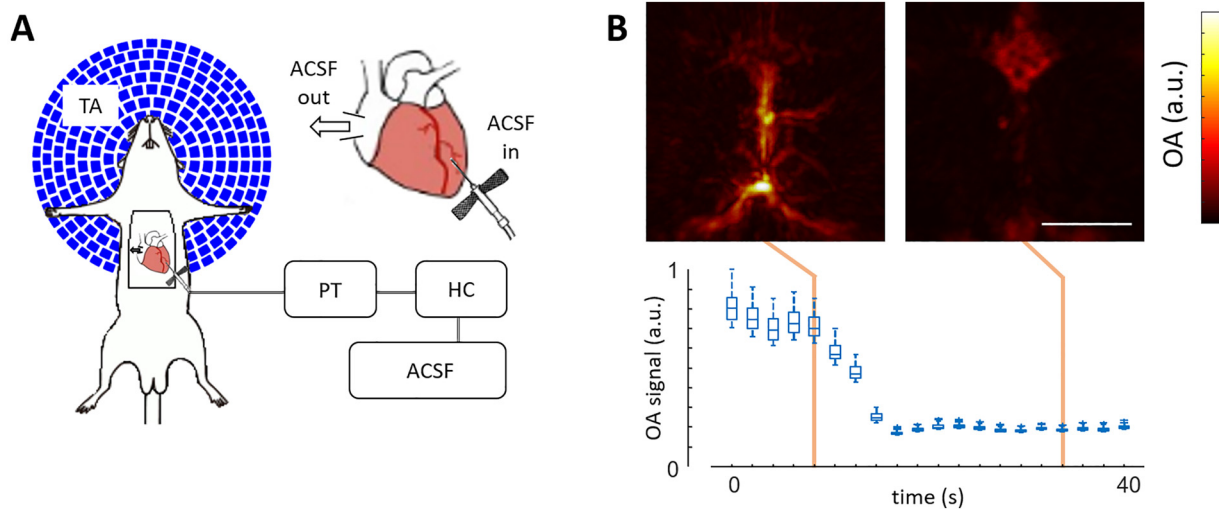 A
TA
ACSF
out
ACSF
in
PT
HC
ACSF
B
OA (a.u.)
1
OA signal (a.u.)
0
0
40
time (s)